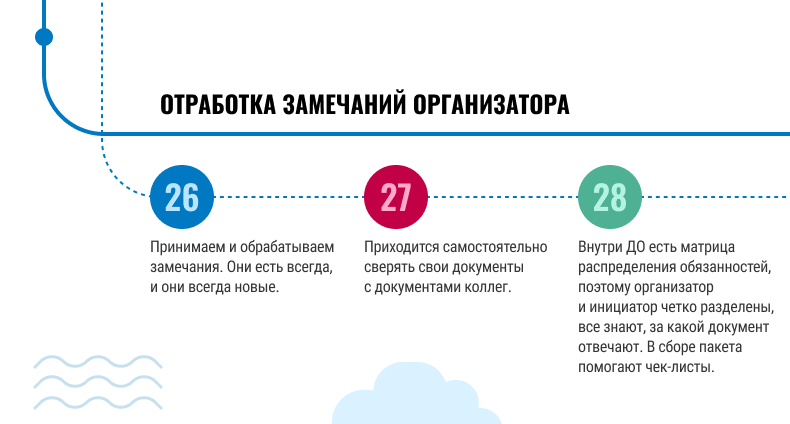 ОТРАБОТКА ЗАМЕЧАНИЙ ОРГАНИЗАТОРА
26
Принимаем и обрабатываем
замечания. Они есть всегда,
и они всегда новые.
27
Приходится самостоятельно
сверять свои документы
с документами коллег.
28
Внутри ДО есть матрица
распределения обязанностей,
поэтому организатор
и инициатор четко разделены,
все знают, за какой документ
отвечают. В сборе пакета
помогают чек-листы.